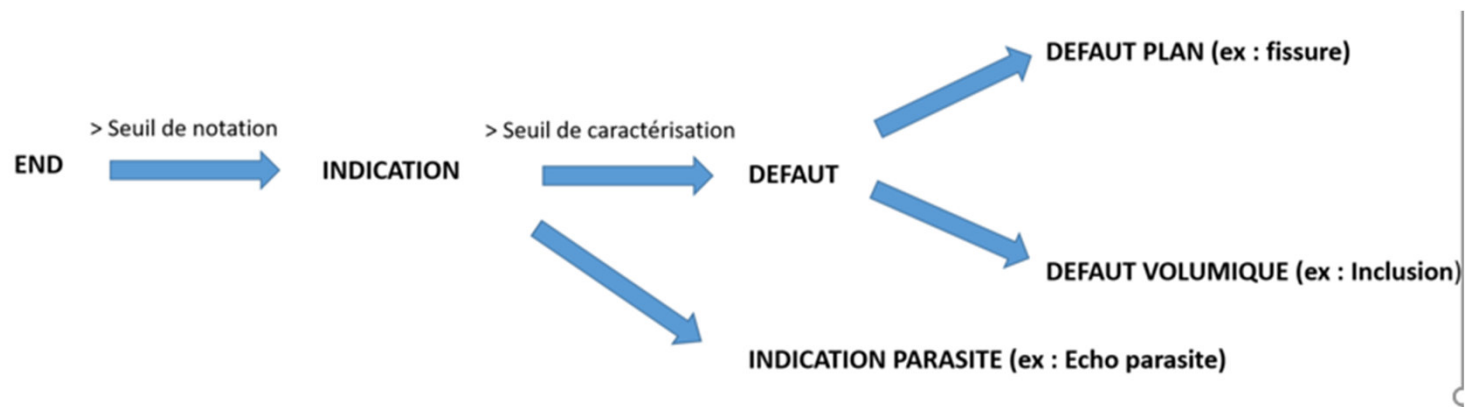 DEFAUT PLAN (ex : fissure)
> Seuil de notation
> Seuil de caractérisation
END
INDICATION
DEFAUT
DEFAUT VOLUMIQUE (ex : Inclusion)
INDICATION PARASITE (ex : Echo parasite)